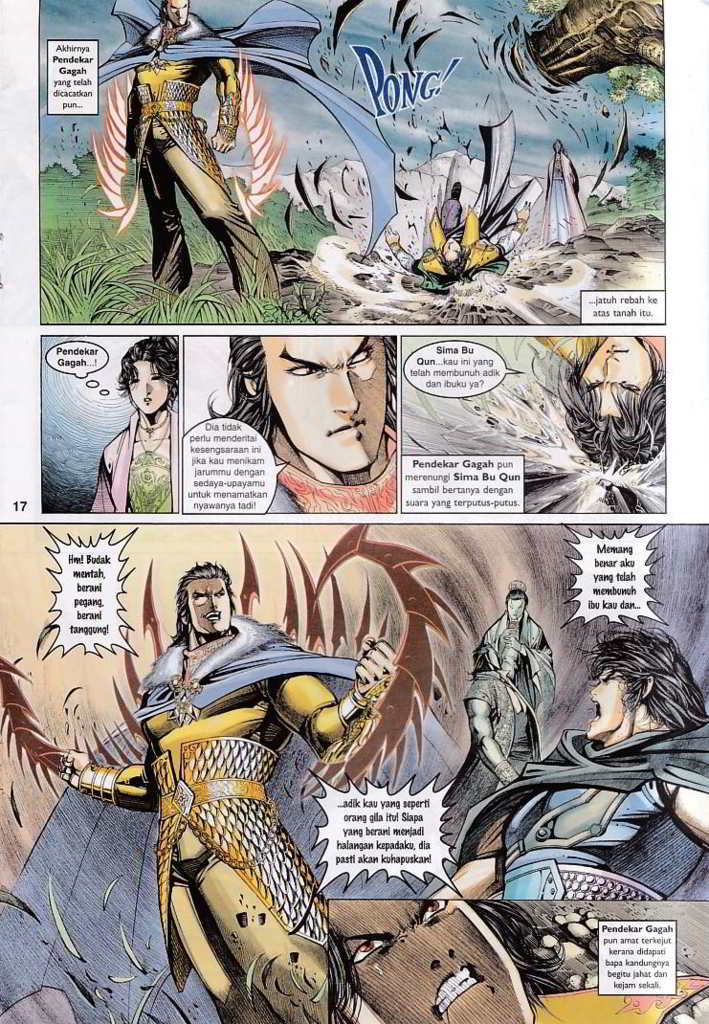 Akhirnya
Pendekar
Gagah
yang telah
dicacatkan
pun...
PONG!
...jatuh rebah ke
atas tanah itu.
Pendekar
Gagah...!
Dia tidak
perlu menderitai
kesengsaraan ini
jika kau menikam
jarummu dengan
sedaya-upayamu
untuk menamatkan
nyawanya tadi!
Sima Bu
Qun...kau ini yang
telah membunuh adik
dan ibuku ya?
Pendekar Gagah pun
merenungi Sima Bu Qun
sambil bertanya dengan
suara yang terputus-putus.
17
Hm! Budak
mentah,
berani
pegang,
berani
tanggung!
Memang
benar aku
yang telah
membunuh
ibu kau dan...
...adik kau yang seperti
orang gila itu! Siapa
yang berani menjadi
halangan kepadaku, dia
pasti akan kuhapuskan!
Pendekar Gagah
pun amat terkejut
kerana didapati
bapa kandungnya
begitu jahat dan
kejam sekali.